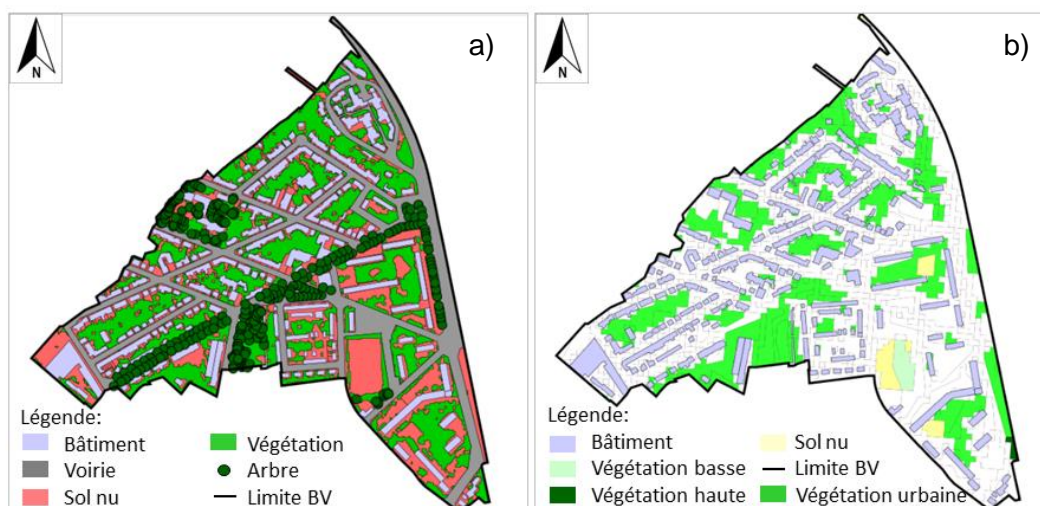 a)
N
Légende:
Bâtiment
Végétation
Voirie
Arbre
Sol nu
Limite BV
b)
N
Légende:
Bâtiment
Sol nu
Végétation basse
Limite BV
Végétation haute
Végétation urbaine